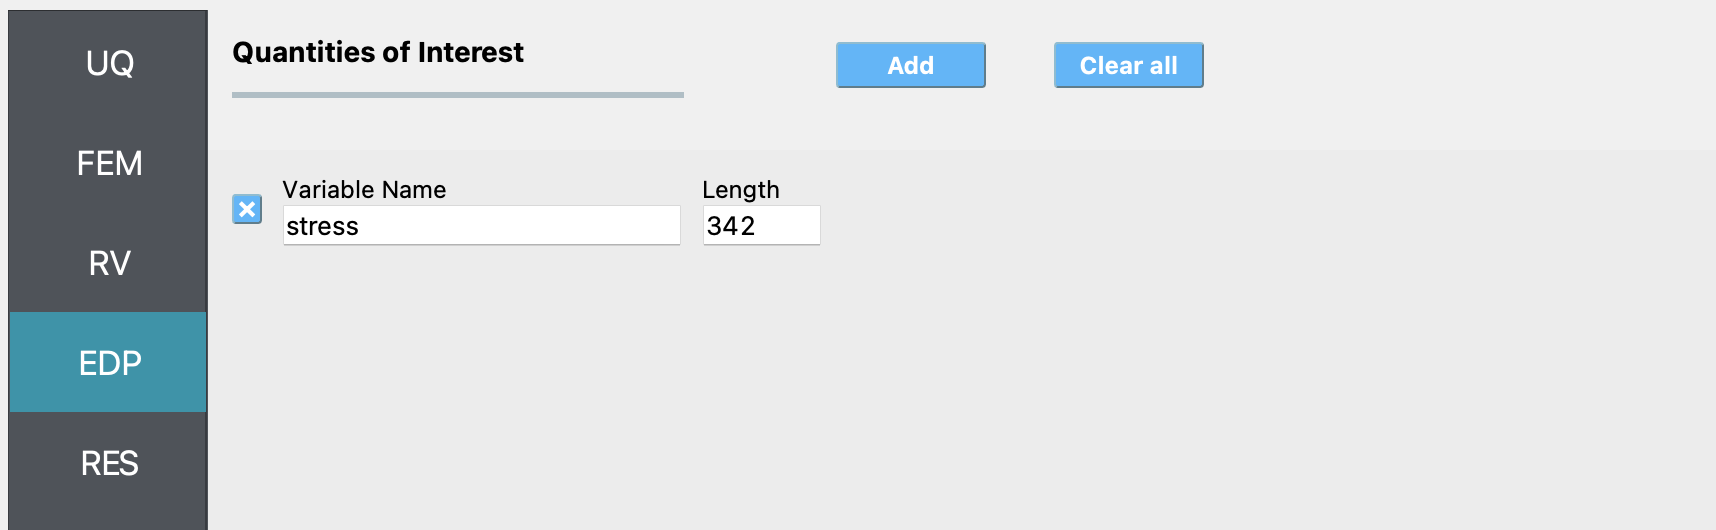 UQ
FEM
RV
EDP
RES
Quantities of Interest
Add
Clear all
Variable Name
Length
stress
342